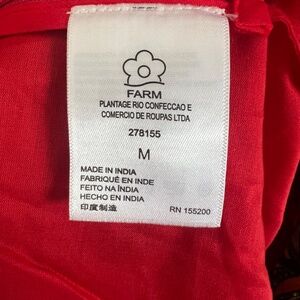 FARM
PLANTAGE RIO CONFECCAO E
COMERCIO DE ROUPAS LTDA
278155
M
MADE IN INDIA
FABRIQUÉ EN INDE
FEITO NA ÍNDIA
HECHO EN INDIA
印度制造
RN 155200